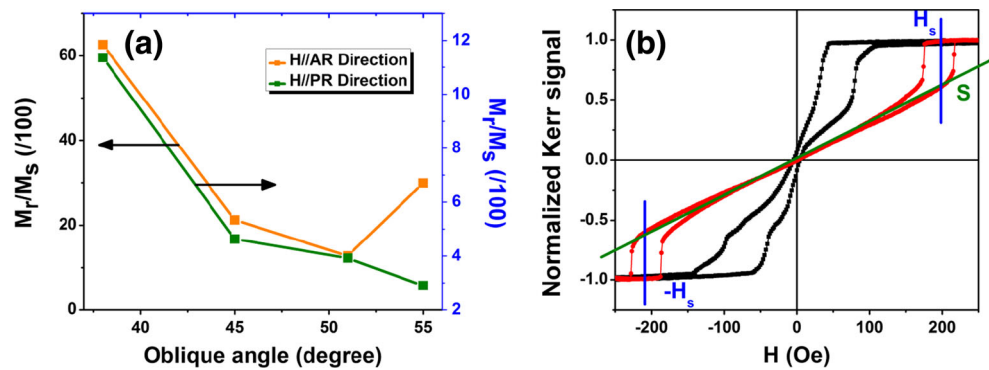 (a)
H//AR Direction
H//PR Direction
60
40
20
0
12
10
8
6
4
2
40
45
50
55
Mr/Ms (/100)
Mr/Ms (/100)
Oblique angle (degree)
(b)
Hs
S
-Hs
1.0
0.5
0.0
-0.5
-1.0
-200
-100
0
100
200
Normalized Kerr signal
H (Oe)